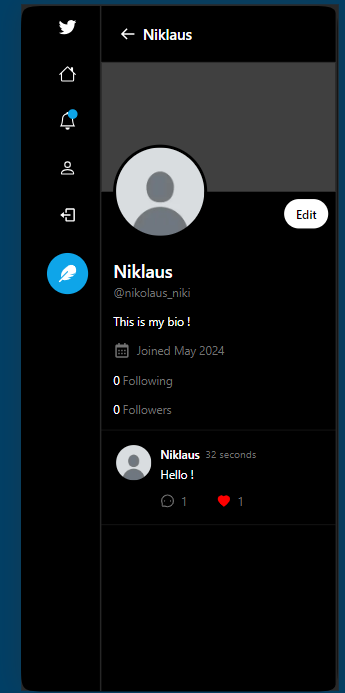 Niklaus
Edit
Niklaus
@nikolaus_niki
This is my bio !
Joined May 2024
0 Following
0 Followers
Niklaus 32 seconds
Hello !
1 1